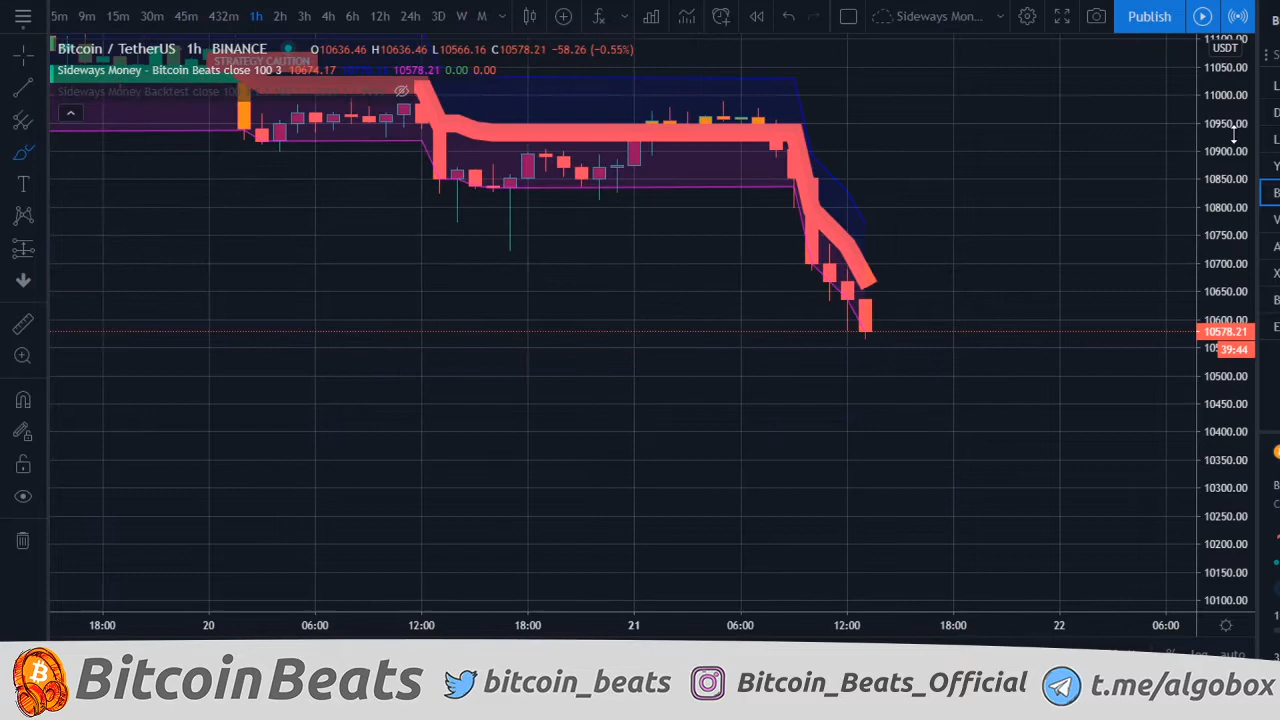 5m 9m 15m 30m 45m 432m 1h 2h 3h 4h 6h 12h 24h 3D W M Sideways Mon... Publish
Bitcoin / TetherUS 1h BINANCE O10636.46 H10636.46 L10566.16 C10578.21 −58.26 (−0.55%)
STRATEGY CAUTION
Sideways Money - Bitcoin Beats close 100 3 10674.17 10578.21 0.00 0.00
Sideways Money Backtest close 100
USDT
11050.00
11000.00
10950.00
10900.00
10850.00
10800.00
10750.00
10700.00
10650.00
10600.00
10578.21
39:44
10500.00
10450.00
10400.00
10350.00
10300.00
10250.00
10200.00
10150.00
10100.00
18:00 20 06:00 12:00 18:00 21 06:00 12:00 18:00 22 06:00
BitcoinBeats bitcoin_beats Bitcoin_Beats_Official t.me/algobox